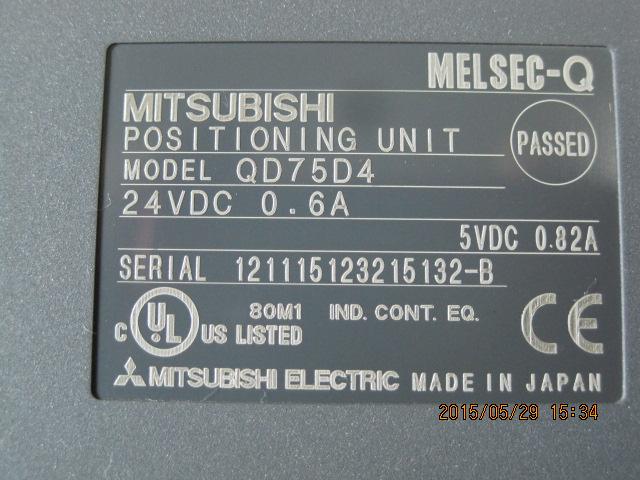 MELSEC-Q
MITSUBISHI
POSITIONING UNIT
PASSED
MODEL QD75D4
24VDC 0.6A
5VDC 0.82A
SERIAL 121115123215132-B
C UL US LISTED
80M1 IND. CONT. EQ.
CE
MITSUBISHI ELECTRIC MADE IN JAPAN
2015/05/29 15:34